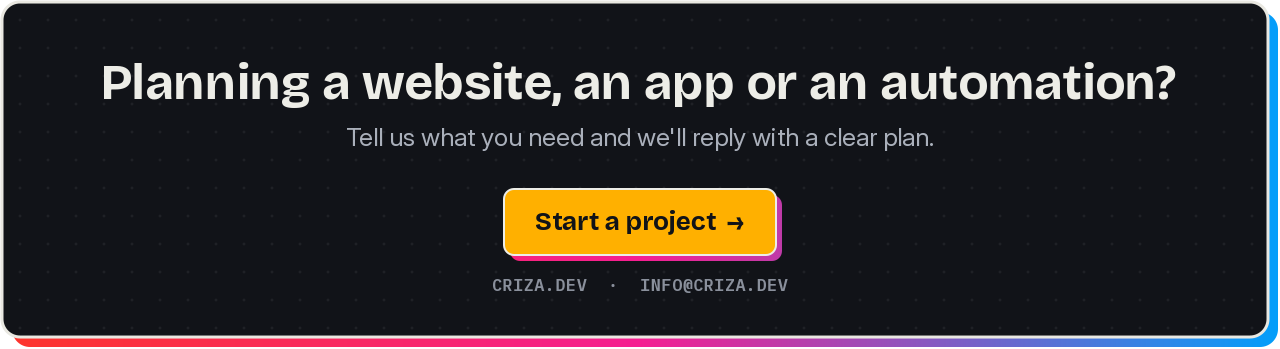 Planning a website, an app or an automation?
Tell us what you need and we'll reply with a clear plan.
Start a project →
CRIZA.DEV · INFO@CRIZA.DEV